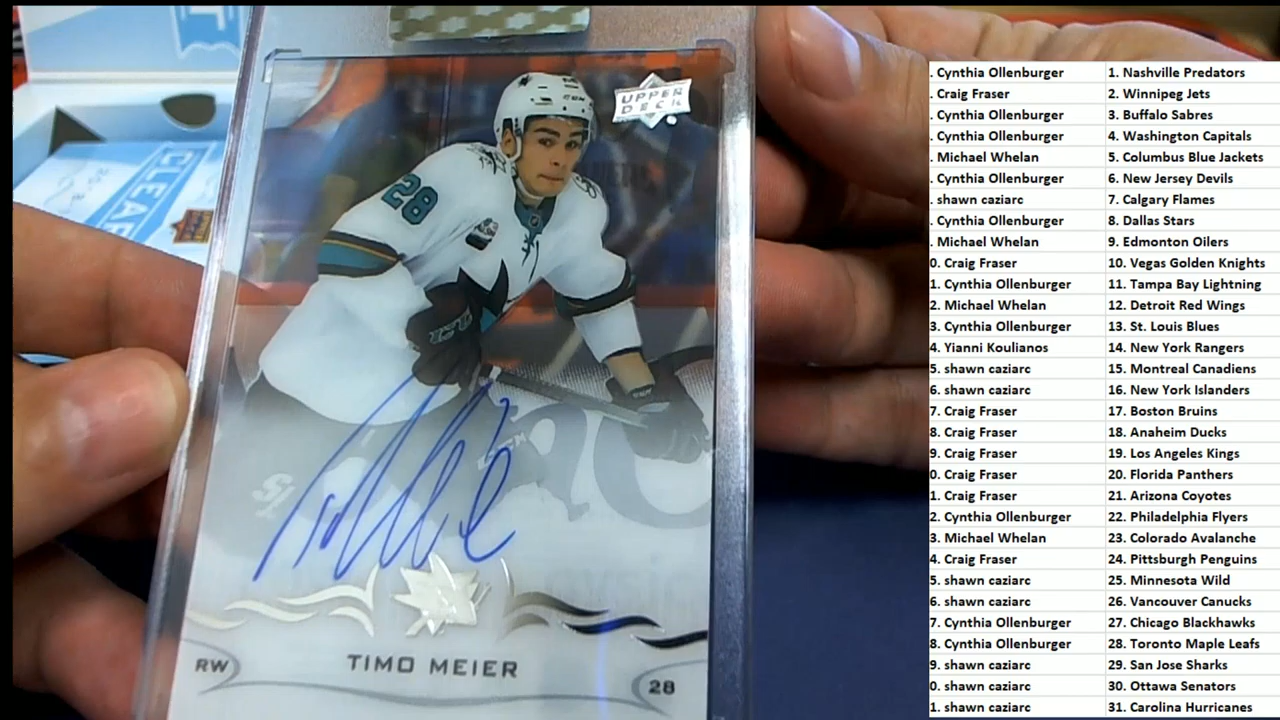 UPPER
DECK
28
CLEAR
TIMO MEIER
RW
28
. Cynthia Ollenburger 1. Nashville Predators
. Craig Fraser 2. Winnipeg Jets
. Cynthia Ollenburger 3. Buffalo Sabres
. Cynthia Ollenburger 4. Washington Capitals
. Michael Whelan 5. Columbus Blue Jackets
. Cynthia Ollenburger 6. New Jersey Devils
. shawn caziarc 7. Calgary Flames
. Cynthia Ollenburger 8. Dallas Stars
. Michael Whelan 9. Edmonton Oilers
0. Craig Fraser 10. Vegas Golden Knights
1. Cynthia Ollenburger 11. Tampa Bay Lightning
2. Michael Whelan 12. Detroit Red Wings
3. Cynthia Ollenburger 13. St. Louis Blues
4. Yianni Koulianos 14. New York Rangers
5. shawn caziarc 15. Montreal Canadiens
6. shawn caziarc 16. New York Islanders
7. Craig Fraser 17. Boston Bruins
8. Craig Fraser 18. Anaheim Ducks
9. Craig Fraser 19. Los Angeles Kings
0. Craig Fraser 20. Florida Panthers
1. Craig Fraser 21. Arizona Coyotes
2. Cynthia Ollenburger 22. Philadelphia Flyers
3. Michael Whelan 23. Colorado Avalanche
4. Craig Fraser 24. Pittsburgh Penguins
5. shawn caziarc 25. Minnesota Wild
6. shawn caziarc 26. Vancouver Canucks
7. Cynthia Ollenburger 27. Chicago Blackhawks
8. Cynthia Ollenburger 28. Toronto Maple Leafs
9. shawn caziarc 29. San Jose Sharks
0. shawn caziarc 30. Ottawa Senators
1. shawn caziarc 31. Carolina Hurricanes